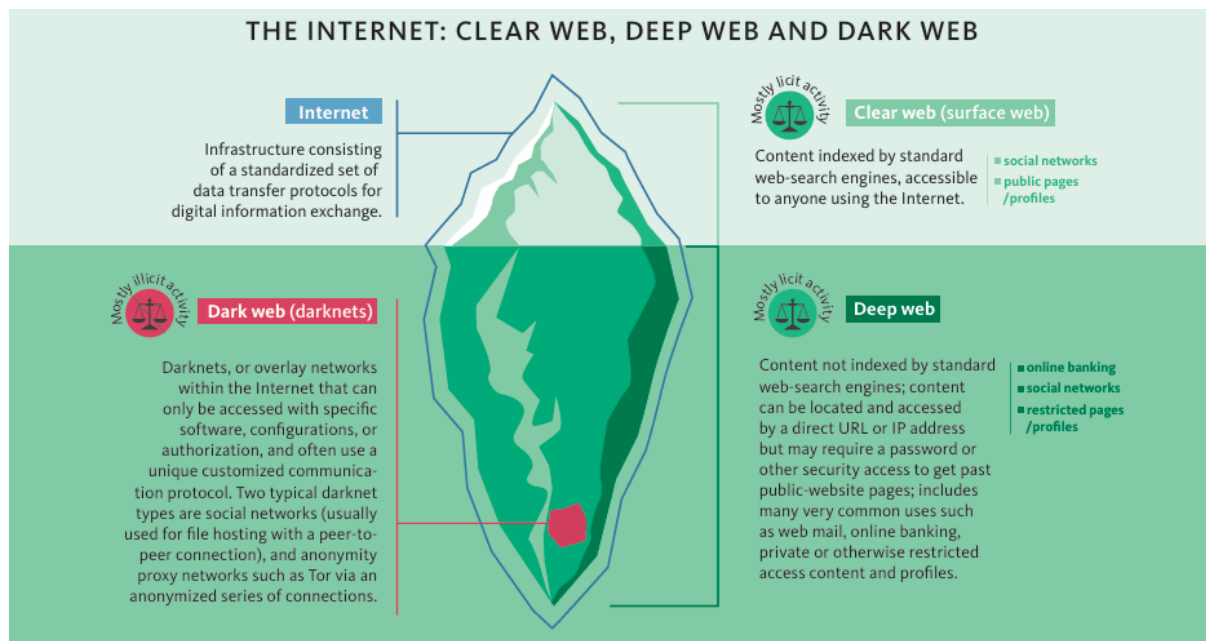 THE INTERNET: CLEAR WEB, DEEP WEB AND DARK WEB
Internet
Infrastructure consisting
of a standardized set of
data transfer protocols for
digital information exchange.
Mostly licit activity
Clear web (surface web)
Content indexed by standard
web-search engines, accessible
to anyone using the Internet.
social networks
public pages
/profiles
Mostly illicit activity
Dark web (darknets)
Darknets, or overlay networks
within the Internet that can
only be accessed with specific
software, configurations, or
authorization, and often use a
unique customized communica-
tion protocol. Two typical darknet
types are social networks (usually
used for file hosting with a peer-to-
peer connection), and anonymity
proxy networks such as Tor via an
anonymized series of connections.
Mostly licit activity
Deep web
Content not indexed by standard
web-search engines; content
can be located and accessed
by a direct URL or IP address
but may require a password or
other security access to get past
public-website pages; includes
many very common uses such
as web mail, online banking,
private or otherwise restricted
access content and profiles.
online banking
social networks
restricted pages
/profiles